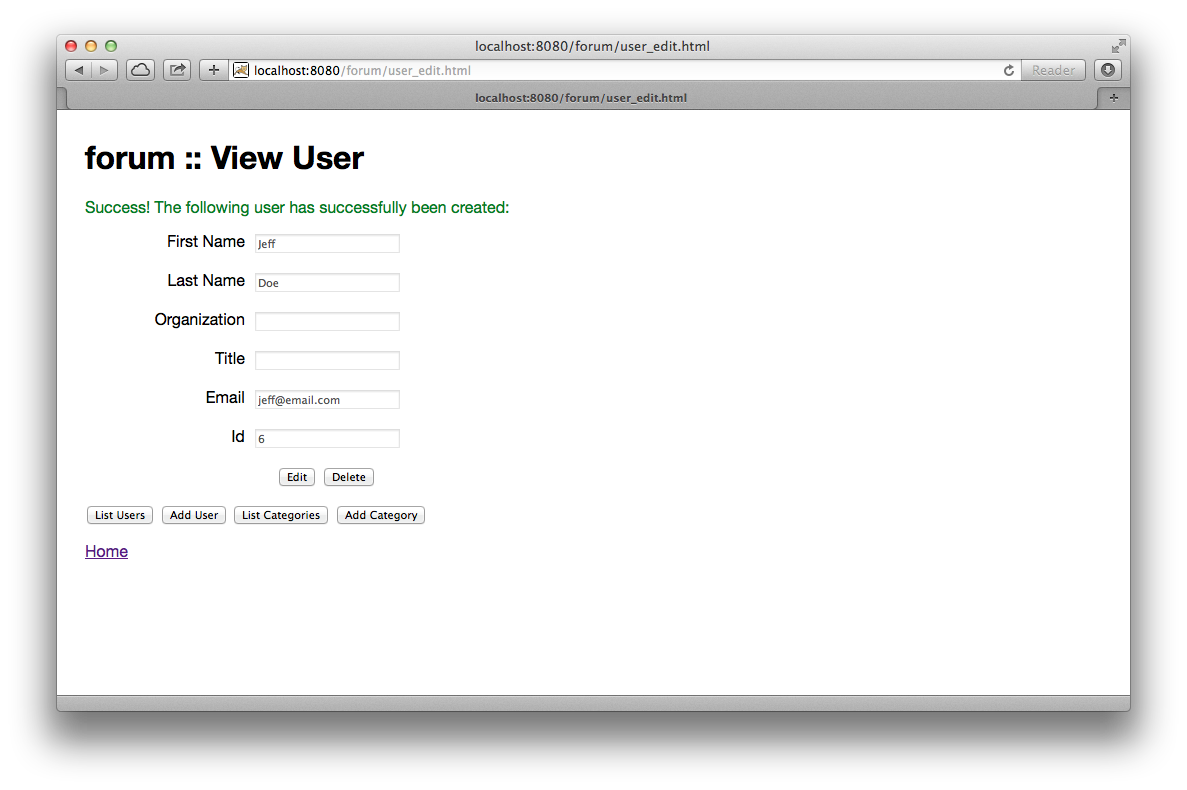 localhost:8080/forum/user_edit.html
localhost:8080/forum/user_edit.html Reader
localhost:8080/forum/user_edit.html
forum :: View User
Success! The following user has successfully been created:
First Name Jeff
Last Name Doe
Organization
Title
Email jeff@email.com
Id 6
Edit Delete
List Users Add User List Categories Add Category
Home